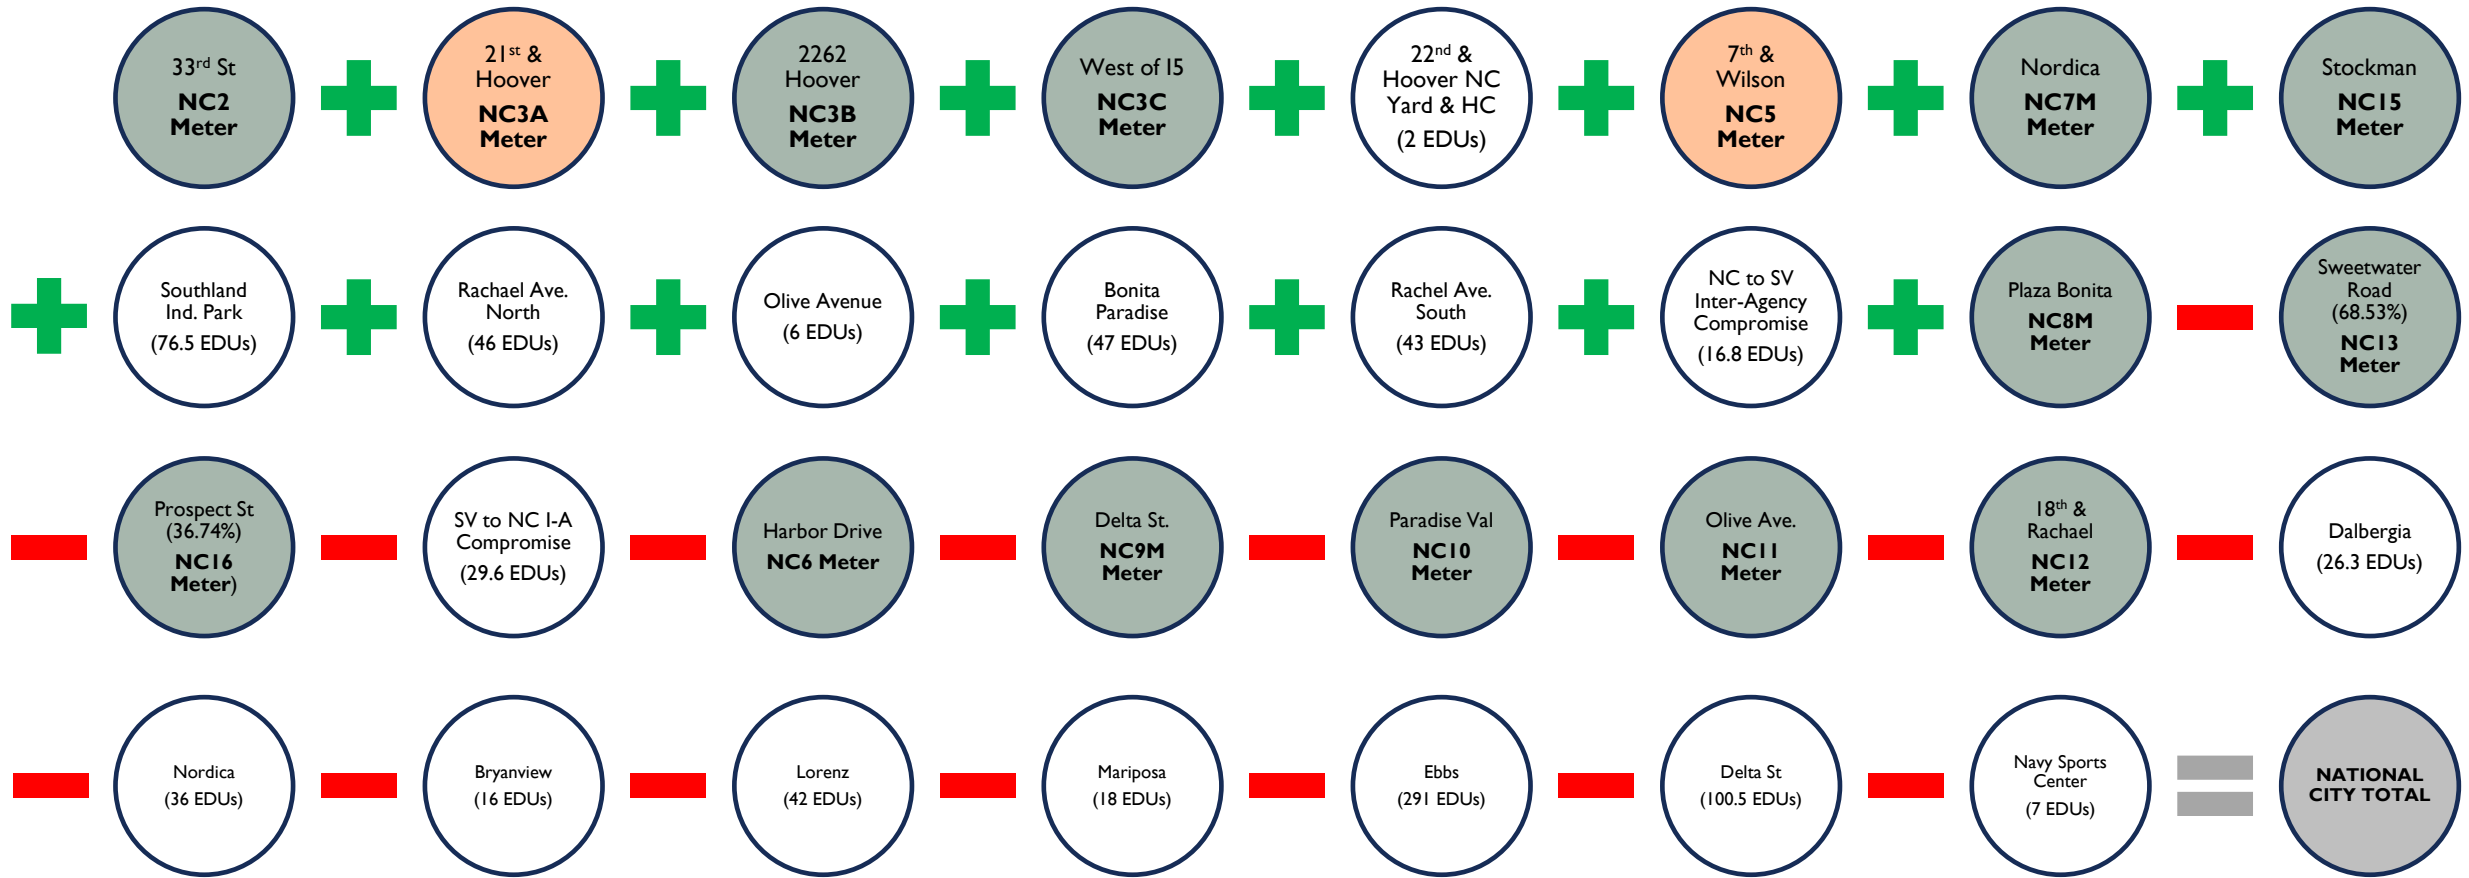 33rd St
NC2
Meter
21st &
Hoover
NC3A
Meter
2262
Hoover
NC3B
Meter
West of I5
NC3C
Meter
22nd &
Hoover NC
Yard & HC
(2 EDUs)
7th &
Wilson
NC5
Meter
Nordica
NC7M
Meter
Stockman
NC15
Meter
Southland
Ind. Park
(76.5 EDUs)
Rachael Ave.
North
(46 EDUs)
Olive Avenue
(6 EDUs)
Bonita
Paradise
(47 EDUs)
Rachel Ave.
South
(43 EDUs)
NC to SV
Inter-Agency
Compromise
(16.8 EDUs)
Plaza Bonita
NC8M
Meter
Sweetwater
Road
(68.53%)
NC13
Meter
Prospect St
(36.74%)
NC16
Meter)
SV to NC I-A
Compromise
(29.6 EDUs)
Harbor Drive
NC6 Meter
Delta St.
NC9M
Meter
Paradise Val
NC10
Meter
Olive Ave.
NC11
Meter
18th &
Rachael
NC12
Meter
Dalbergia
(26.3 EDUs)
Nordica
(36 EDUs)
Bryanview
(16 EDUs)
Lorenz
(42 EDUs)
Mariposa
(18 EDUs)
Ebbs
(291 EDUs)
Delta St
(100.5 EDUs)
Navy Sports
Center
(7 EDUs)
NATIONAL
CITY TOTAL